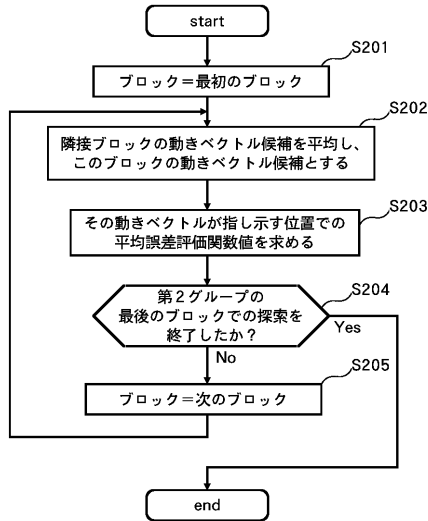 start
S201
ブロック＝最初のブロック
S202
隣接ブロックの動きベクトル候補を平均し、
このブロックの動きベクトル候補とする
S203
その動きベクトルが指し示す位置での
平均誤差評価関数値を求める
S204
第２グループの
最後のブロックでの探索を
終了したか？
Yes
No
S205
ブロック＝次のブロック
end